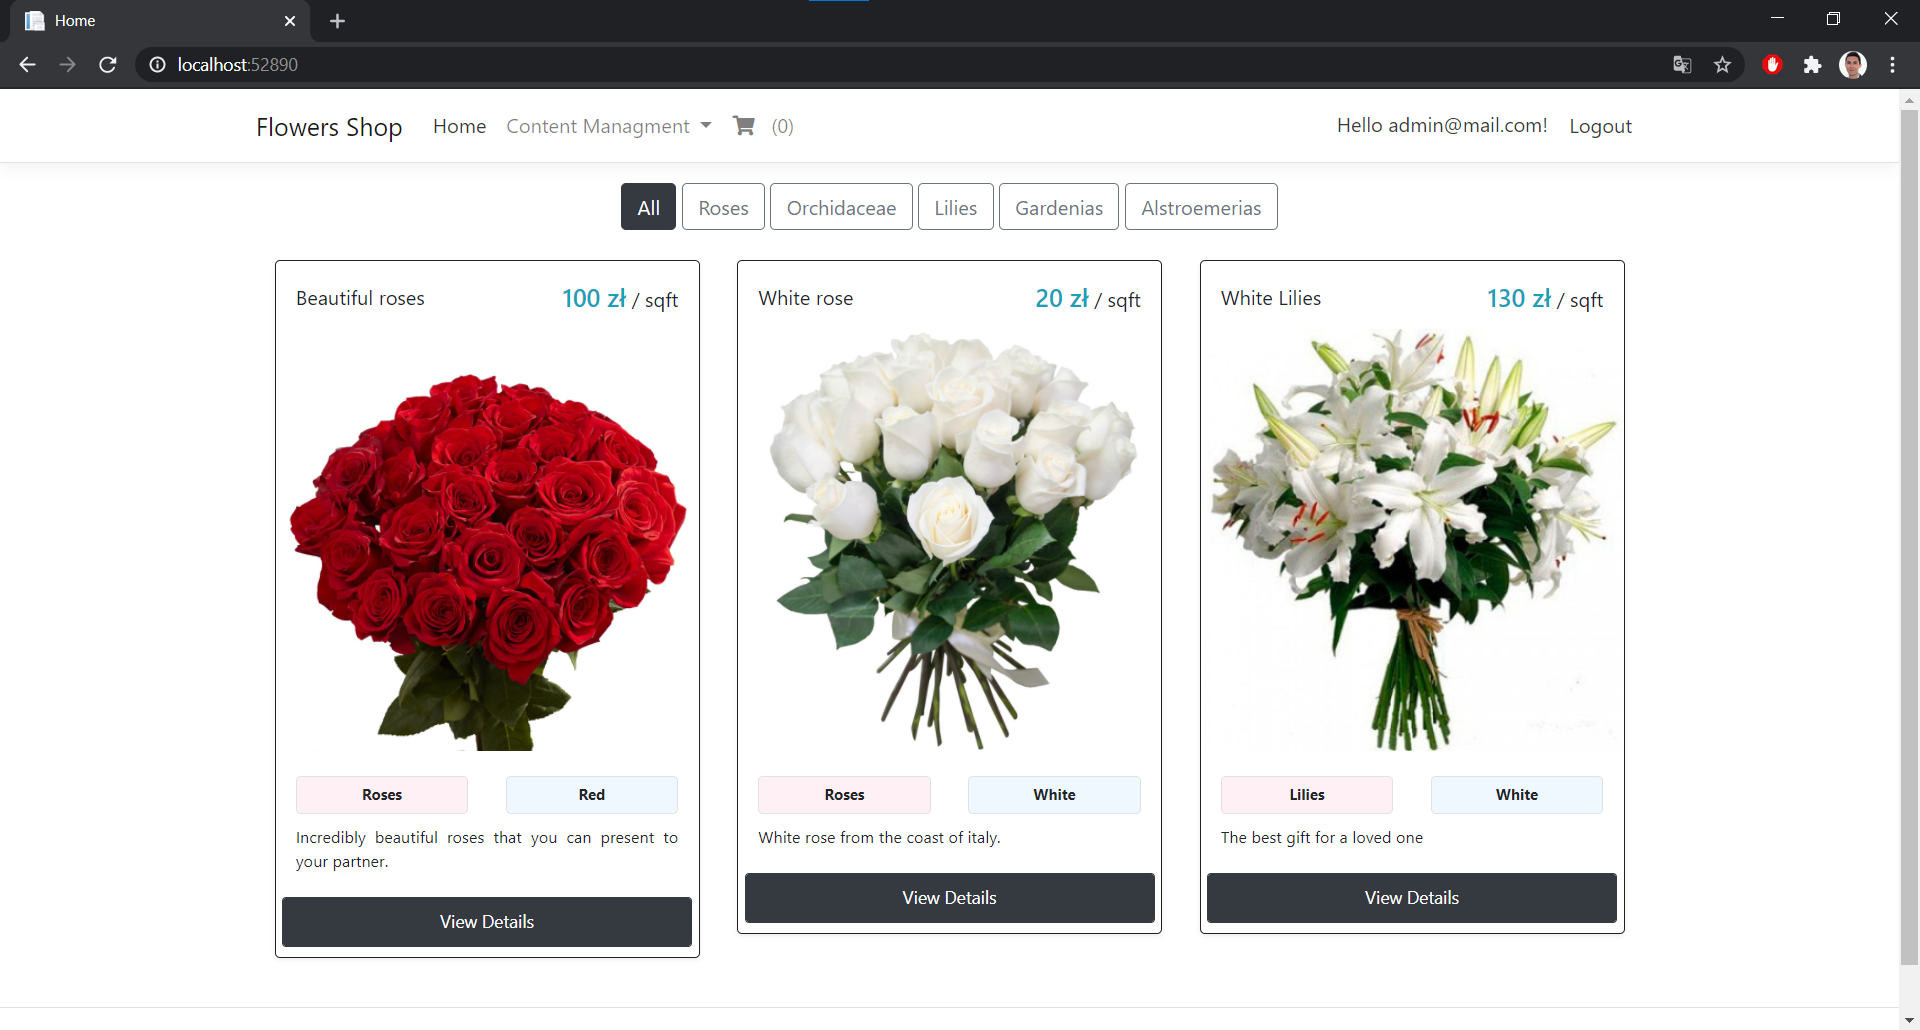 Home
localhost:52890
Flowers Shop Home Content Managment (0) Hello admin@mail.com! Logout
All Roses Orchidaceae Lilies Gardenias Alstroemerias
Beautiful roses 100 zł / sqft
Roses Red
Incredibly beautiful roses that you can present to
your partner.
View Details
White rose 20 zł / sqft
Roses White
White rose from the coast of italy.
View Details
White Lilies 130 zł / sqft
Lilies White
The best gift for a loved one
View Details